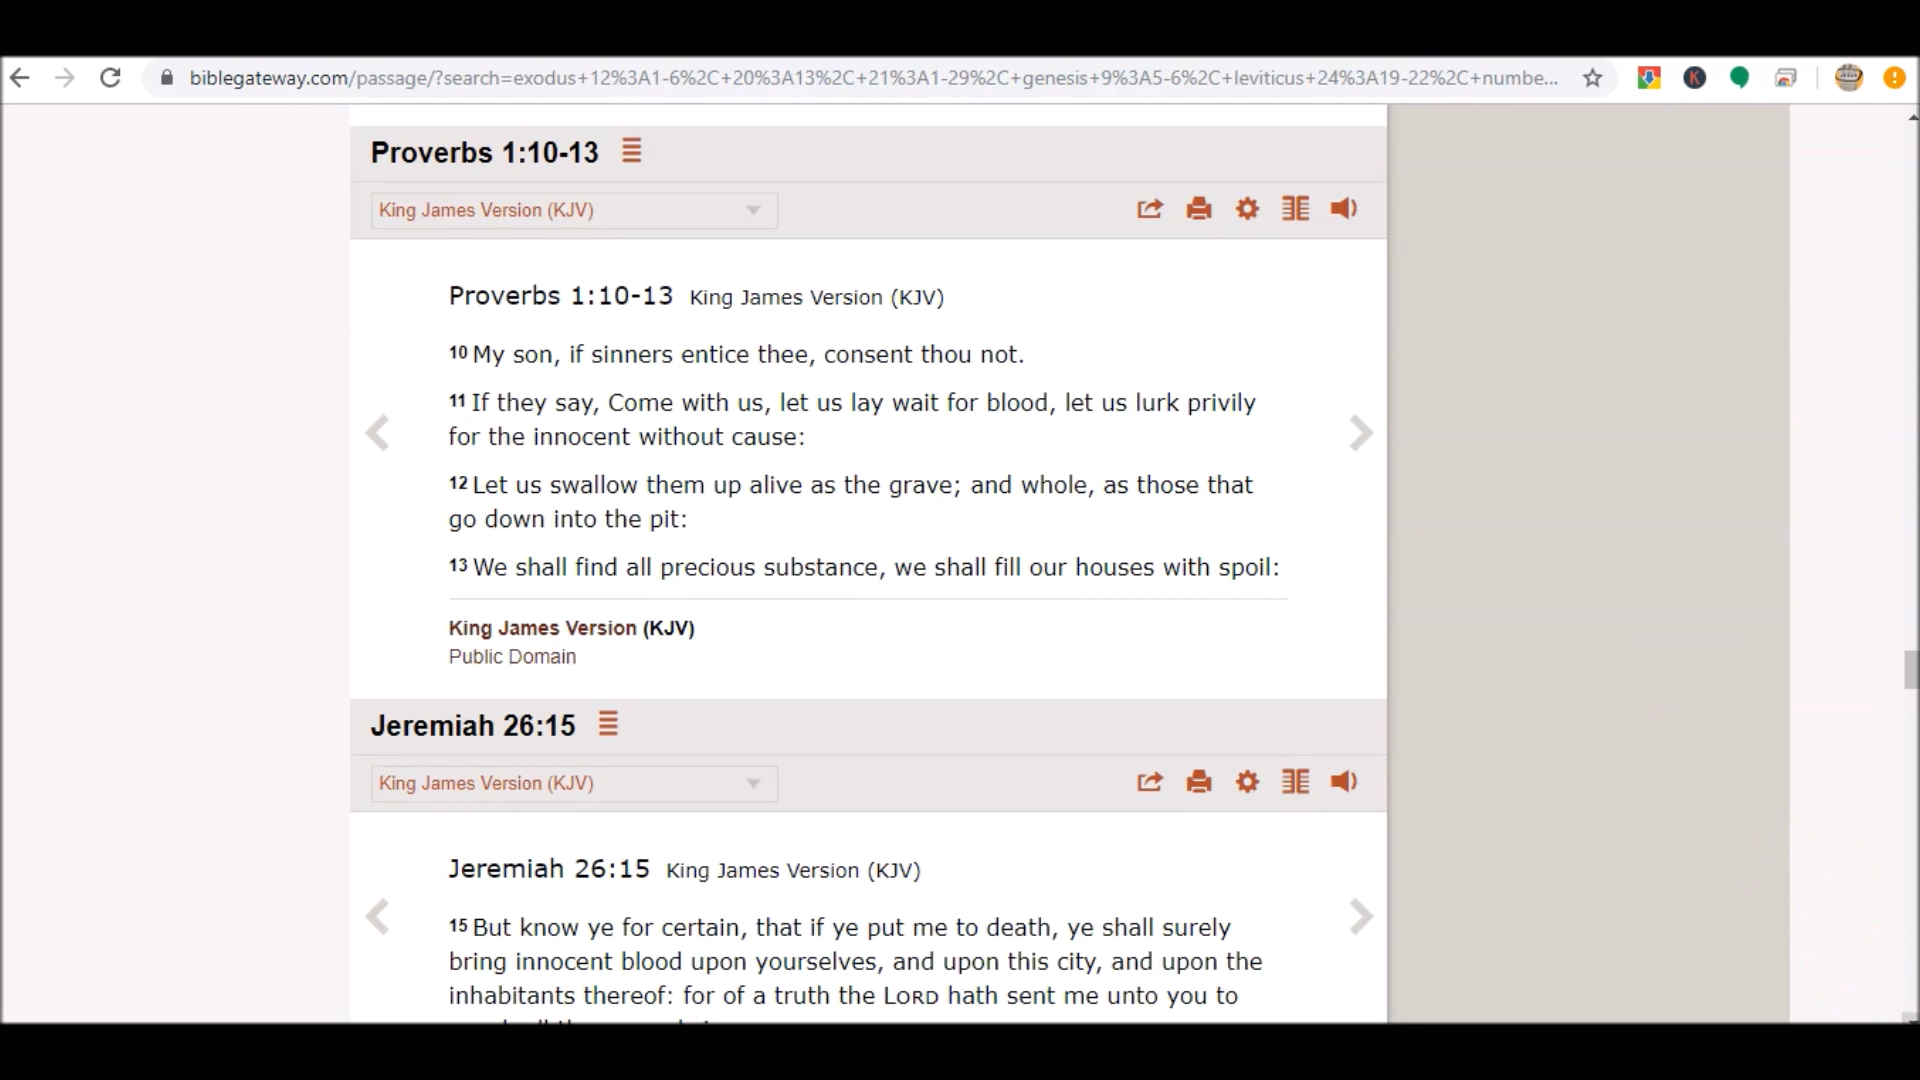 biblegateway.com/passage/?search=exodus+12%3A1-6%2C+20%3A13%2C+21%3A1-29%2C+genesis+9%3A5-6%2C+leviticus+24%3A19-22%2C+numbe...
Proverbs 1:10-13
King James Version (KJV)
Proverbs 1:10-13 King James Version (KJV)
10 My son, if sinners entice thee, consent thou not.
11 If they say, Come with us, let us lay wait for blood, let us lurk privily
for the innocent without cause:
12 Let us swallow them up alive as the grave; and whole, as those that
go down into the pit:
13 We shall find all precious substance, we shall fill our houses with spoil:
King James Version (KJV)
Public Domain
Jeremiah 26:15
King James Version (KJV)
Jeremiah 26:15 King James Version (KJV)
15 But know ye for certain, that if ye put me to death, ye shall surely
bring innocent blood upon yourselves, and upon this city, and upon the
inhabitants thereof: for of a truth the LORD hath sent me unto you to